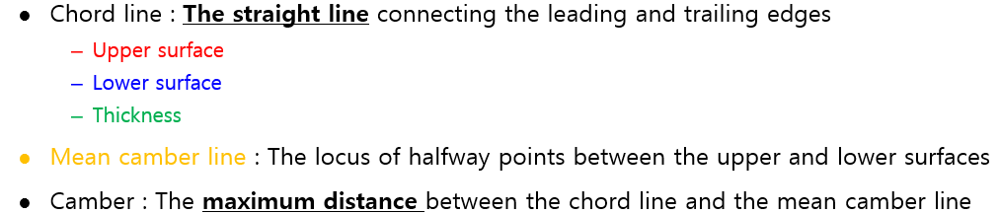 ● Chord line : The straight line connecting the leading and trailing edges
– Upper surface
– Lower surface
– Thickness
● Mean camber line : The locus of halfway points between the upper and lower surfaces
● Camber : The maximum distance between the chord line and the mean camber line